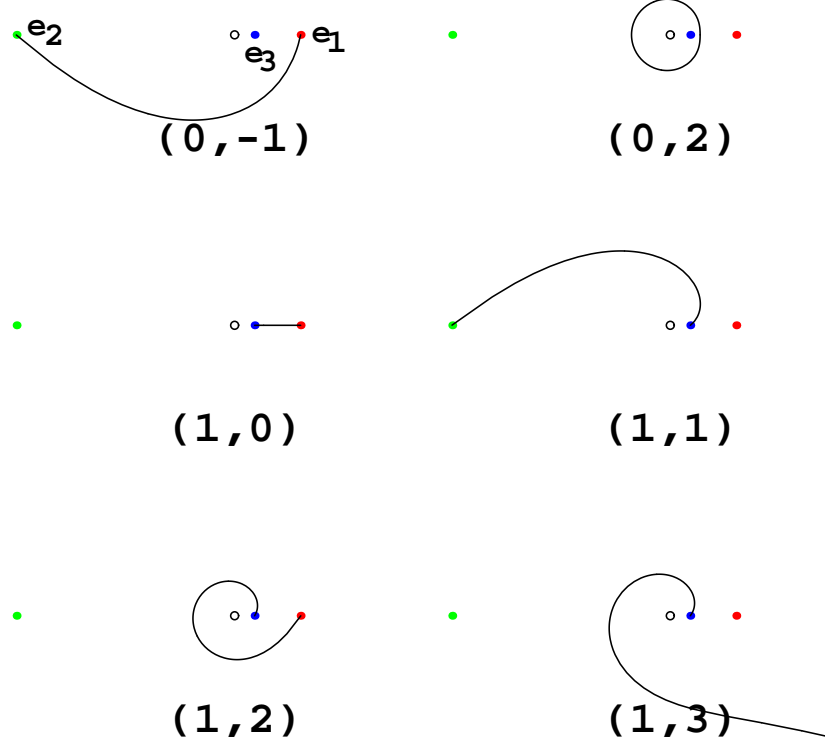 e2 e3 e1
(0,-1) (0,2)
(1,0) (1,1)
(1,2) (1,3)